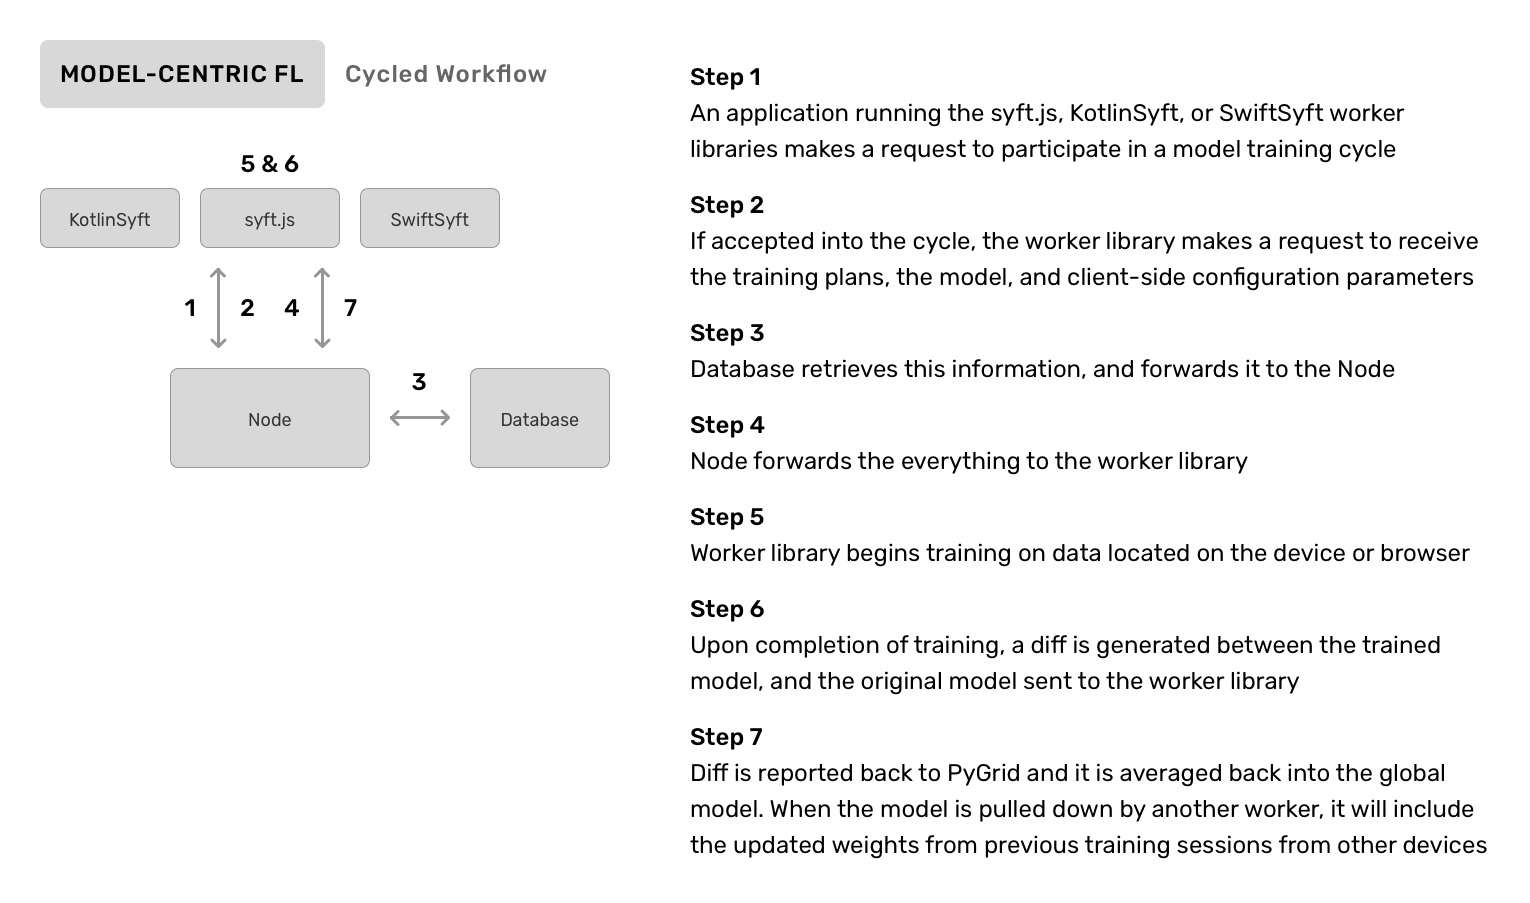 MODEL-CENTRIC FL
Cycled Workflow
5 & 6
KotlinSyft
syft.js
SwiftSyft
1
2
4
7
3
Node
Database
Step 1
An application running the syft.js, KotlinSyft, or SwiftSyft worker
libraries makes a request to participate in a model training cycle
Step 2
If accepted into the cycle, the worker library makes a request to receive
the training plans, the model, and client-side configuration parameters
Step 3
Database retrieves this information, and forwards it to the Node
Step 4
Node forwards the everything to the worker library
Step 5
Worker library begins training on data located on the device or browser
Step 6
Upon completion of training, a diff is generated between the trained
model, and the original model sent to the worker library
Step 7
Diff is reported back to PyGrid and it is averaged back into the global
model. When the model is pulled down by another worker, it will include
the updated weights from previous training sessions from other devices